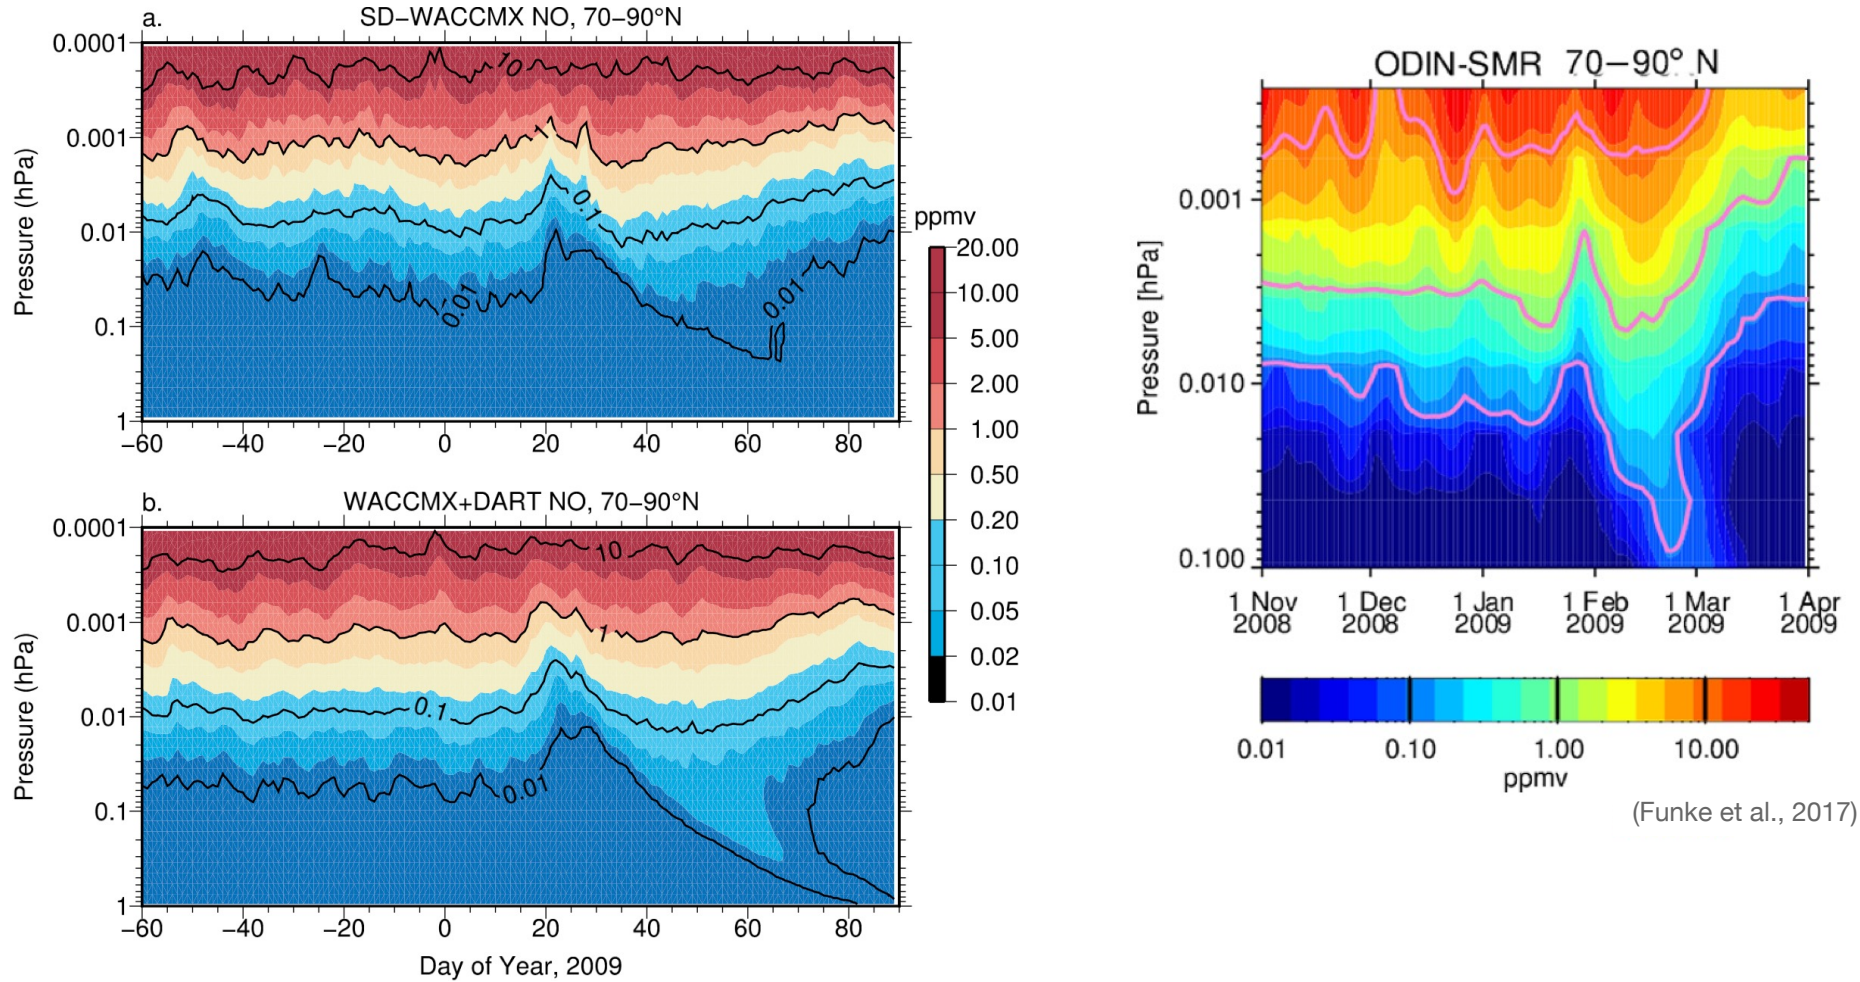 a.
SD−WACCMX NO, 70−90°N
0.0001
0.001
0.01
0.1
1
Pressure (hPa)
10
1
0.1
0.01
0.01
−60 −40 −20 0 20 40 60 80
b.
WACCMX+DART NO, 70−90°N
0.0001
0.001
0.01
0.1
1
Pressure (hPa)
10
1
0.1
0.01
−60 −40 −20 0 20 40 60 80
Day of Year, 2009
ppmv
20.00
10.00
5.00
2.00
1.00
0.50
0.20
0.10
0.05
0.02
0.01
ODIN-SMR 70−90° N
0.001
0.010
0.100
Pressure [hPa]
1 Nov 1 Dec 1 Jan 1 Feb 1 Mar 1 Apr
2008 2008 2009 2009 2009 2009
0.01 0.10 1.00 10.00
ppmv
(Funke et al., 2017)